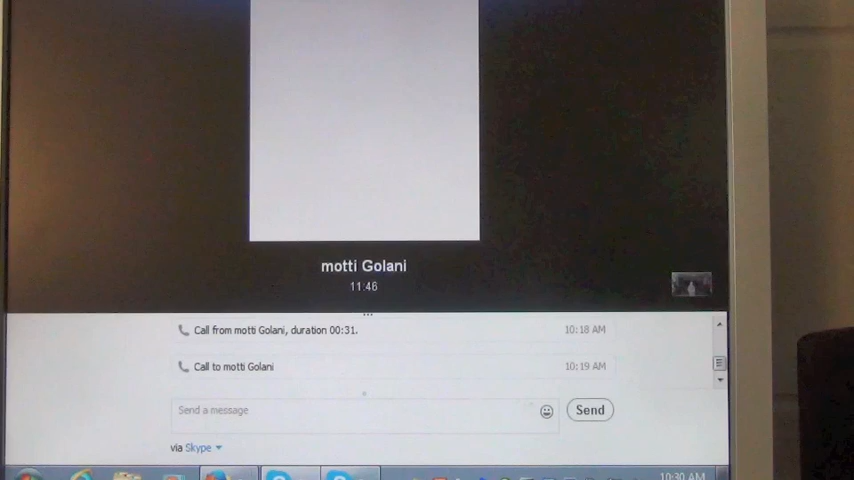 motti Golani
11:46
Call from motti Golani, duration 00:31.
10:18 AM
Call to motti Golani
10:19 AM
Send a message
Send
via Skype
10:30 AM